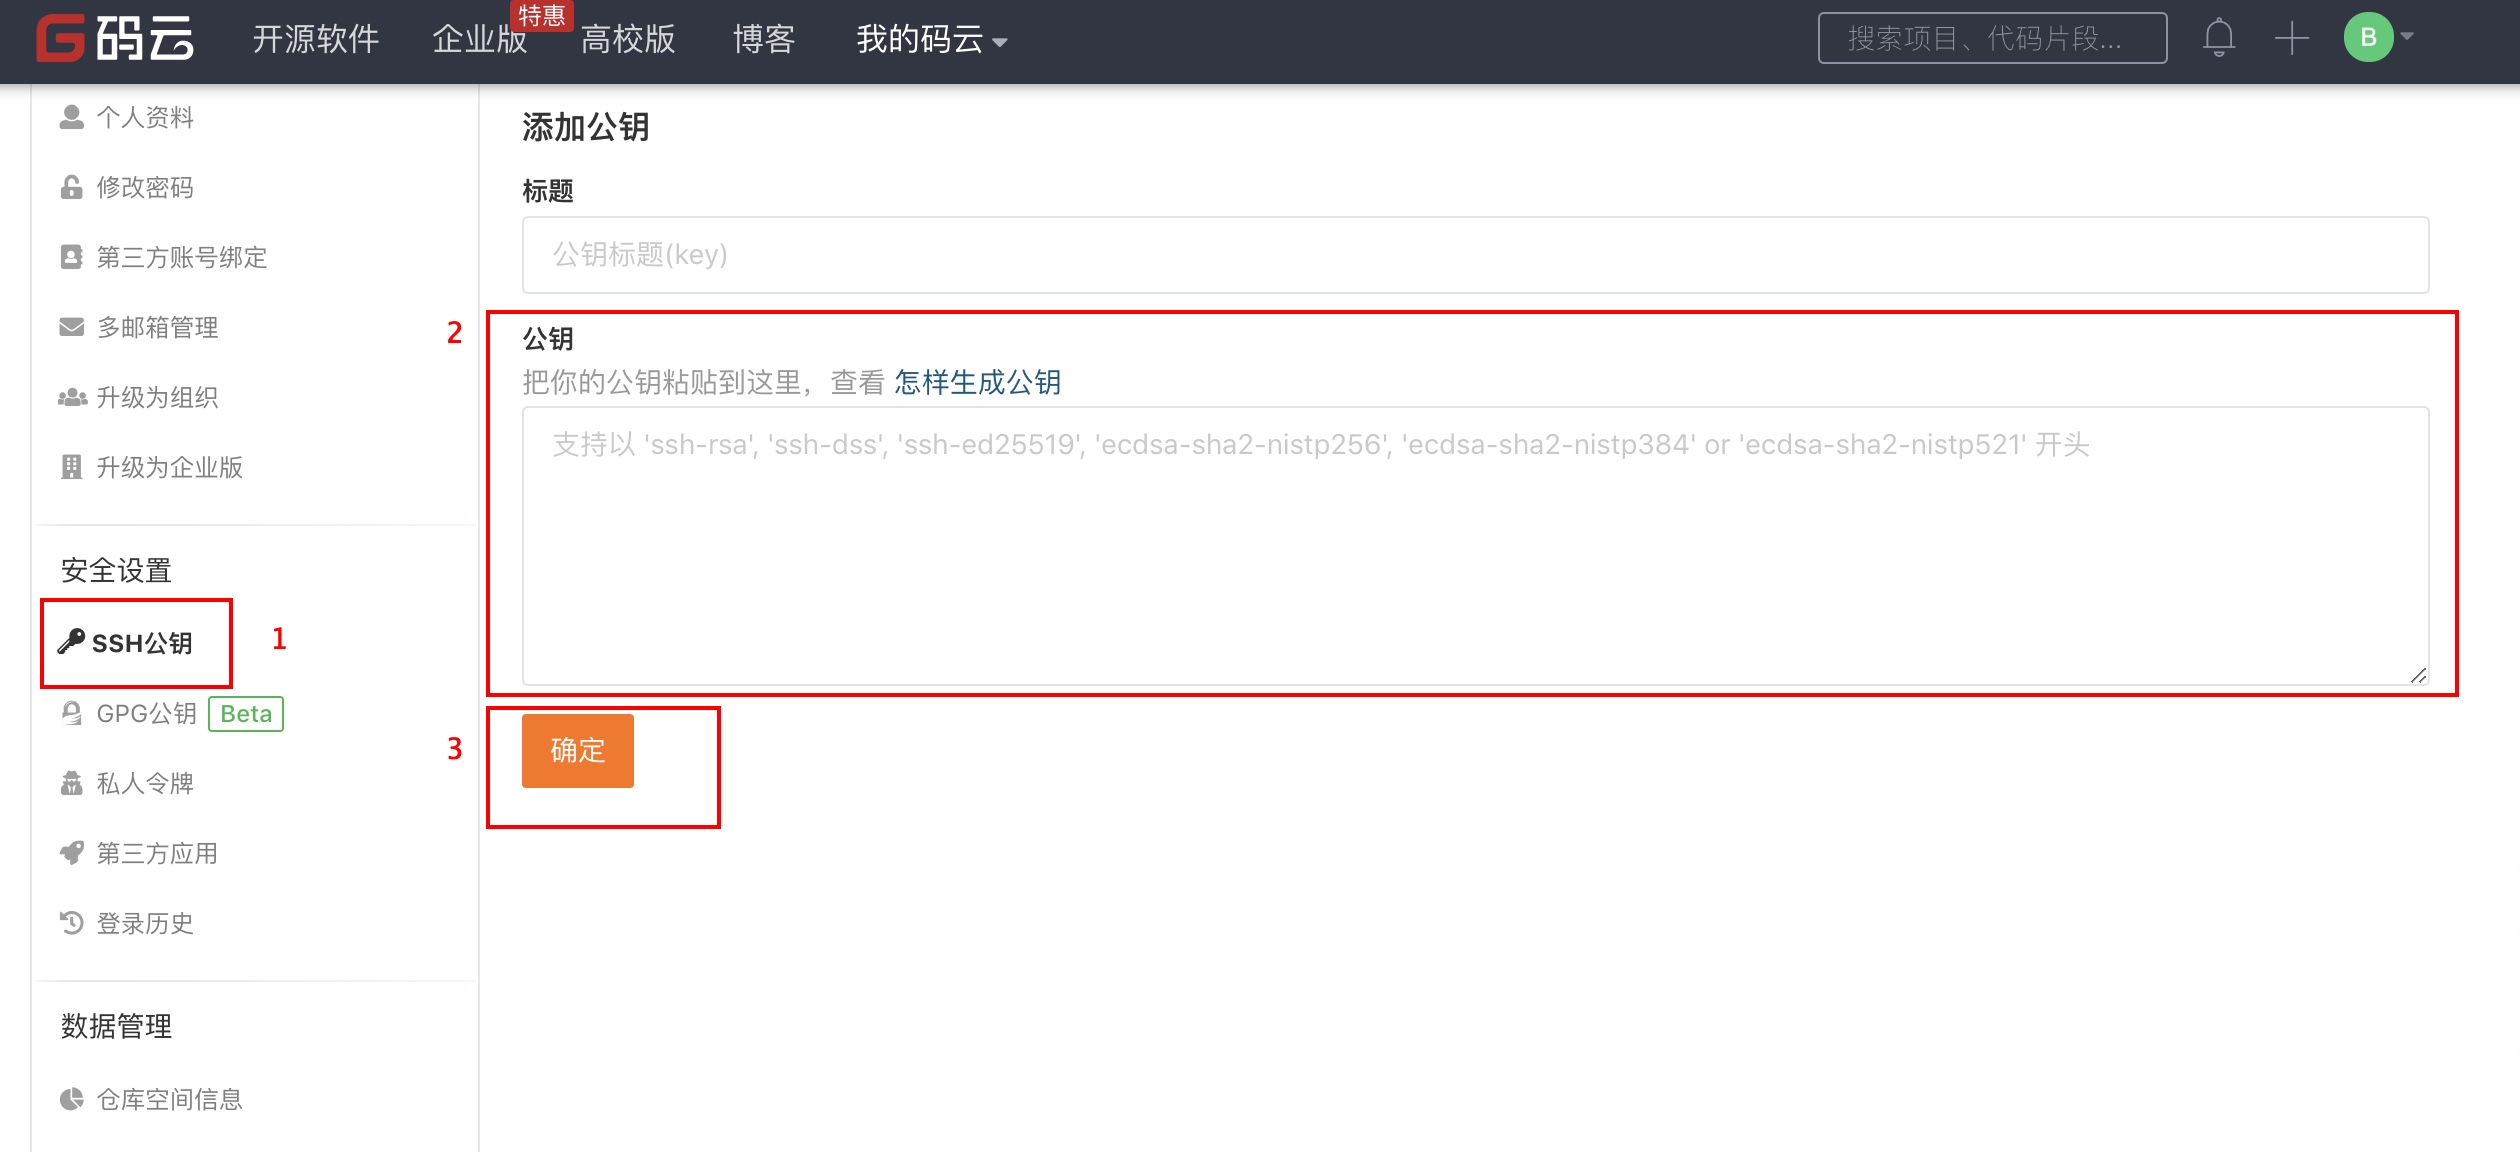 码云
开源软件
企业版
特惠
高校版
博客
我的码云
搜索项目、代码片段...
B
个人资料
修改密码
第三方账号绑定
多邮箱管理
升级为组织
升级为企业版
安全设置
SSH公钥
1
GPG公钥 Beta
私人令牌
第三方应用
登录历史
数据管理
仓库空间信息
添加公钥
标题
公钥标题(key)
2
公钥
把你的公钥粘贴到这里，查看 怎样生成公钥
支持以 'ssh-rsa', 'ssh-dss', 'ssh-ed25519', 'ecdsa-sha2-nistp256', 'ecdsa-sha2-nistp384' or 'ecdsa-sha2-nistp521' 开头
3
确定